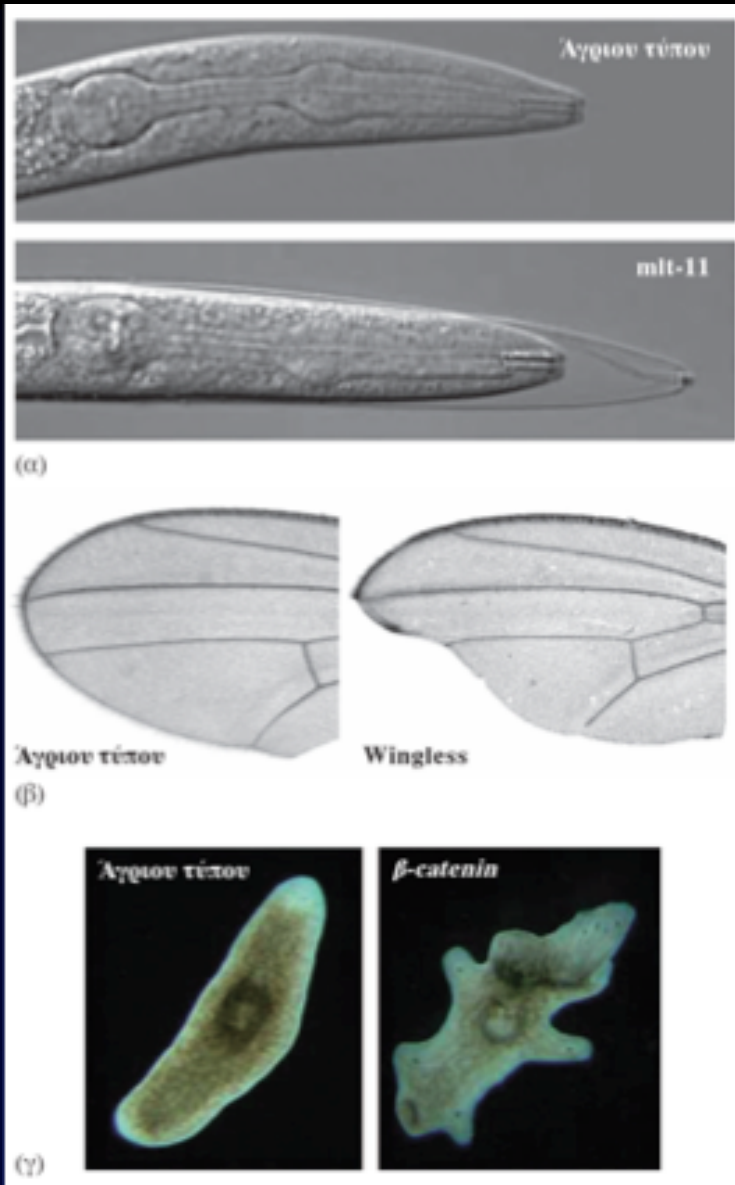 Άγριου τύπου
mlt-11
(α)
Άγριου τύπου
Wingless
(β)
Άγριου τύπου
β-catenin
(γ)